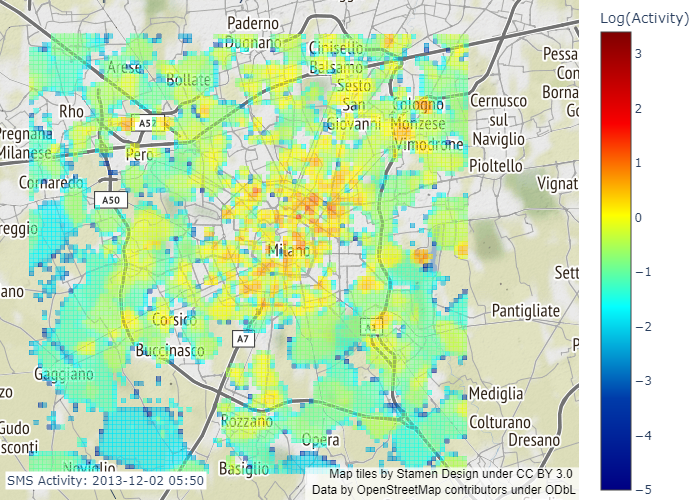 Log(Activity)
Paderno
Dugnano
Cinisello
Balsamo
Arese
Bollate
Sesto
San
Giovanni
Cologno
Monzese
Vimodrone
Cernusco
sul
Naviglio
Pioltello
Pessa
Con
Borna
Go
Rho
A52
Pero
Pregnana
Milanese
Cornaredo
A50
Vignat
reggio
Milano
Sett
ano
Corsico
A1
Pantigliate
Buccinasco
A7
P
Gaggiano
zo
Mediglia
Rozzano
Colturano
Gudo
Opera
Dresano
sconti
Noviglio
Basiglio
SMS Activity: 2013-12-02 05:50
Map tiles by Stamen Design under CC BY 3.0
Data by OpenStreetMap contributors under ODbL
3
2
1
0
−1
−2
−3
−4
−5